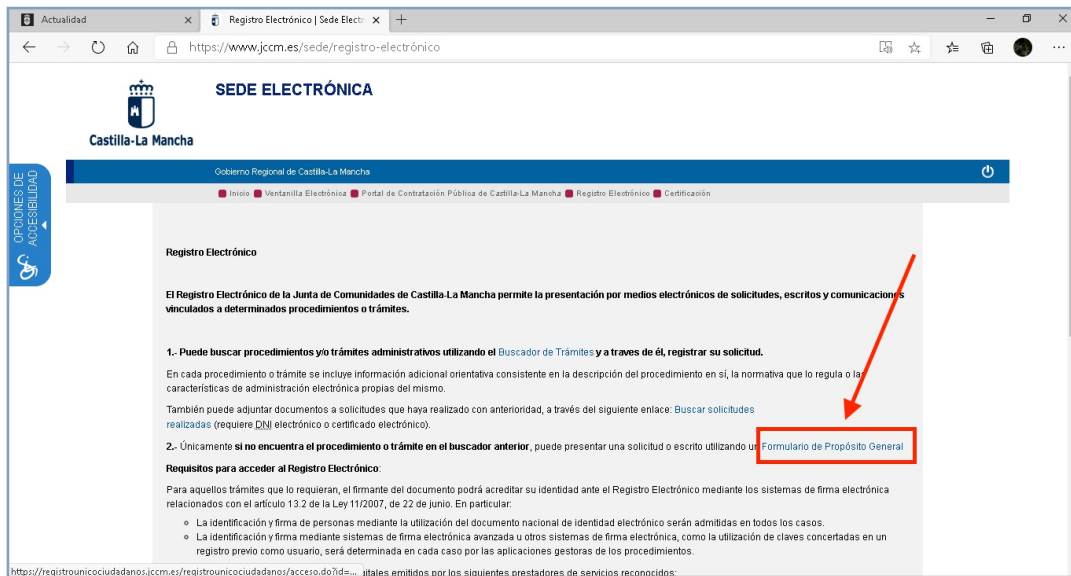 Actualidad
Registro Electrónico | Sede Electr
https://www.jccm.es/sede/registro-electrónico
Castilla-La Mancha
SEDE ELECTRÓNICA
Gobierno Regional de Castilla-La Mancha
Inicio Ventanilla Electrónica Portal de Contratación Pública de Castilla-La Mancha Registro Electrónico Certificación
OPCIONES DE
ACCESIBILIDAD
Registro Electrónico
El Registro Electrónico de la Junta de Comunidades de Castilla-La Mancha permite la presentación por medios electrónicos de solicitudes, escritos y comunicaciones
vinculados a determinados procedimientos o trámites.
1.- Puede buscar procedimientos y/o trámites administrativos utilizando el Buscador de Trámites y a traves de él, registrar su solicitud.
En cada procedimiento o trámite se incluye información adicional orientativa consistente en la descripción del procedimiento en sí, la normativa que lo regula o las
características de administración electrónica propias del mismo.
También puede adjuntar documentos a solicitudes que haya realizado con anterioridad, a través del siguiente enlace: Buscar solicitudes
realizadas (requiere DNI electrónico o certificado electrónico).
2.- Únicamente si no encuentra el procedimiento o trámite en el buscador anterior, puede presentar una solicitud o escrito utilizando un Formulario de Propósito General
Requisitos para acceder al Registro Electrónico:
Para aquellos trámites que lo requieran, el firmante del documento podrá acreditar su identidad ante el Registro Electrónico mediante los sistemas de firma electrónica
relacionados con el artículo 13.2 de la Ley 11/2007, de 22 de junio. En particular:
La identificación y firma de personas mediante la utilización del documento nacional de identidad electrónico serán admitidas en todos los casos.
La identificación y firma mediante sistemas de firma electrónica avanzada u otros sistemas de firma electrónica, como la utilización de claves concertadas en un
registro previo como usuario, será determinada en cada caso por las aplicaciones gestoras de los procedimientos.
https://registrounicociudadanos.jccm.es/registrounicociudadanos/acceso.do?id=... itales emitidos por los siguientes prestadores de servicios reconocidos: